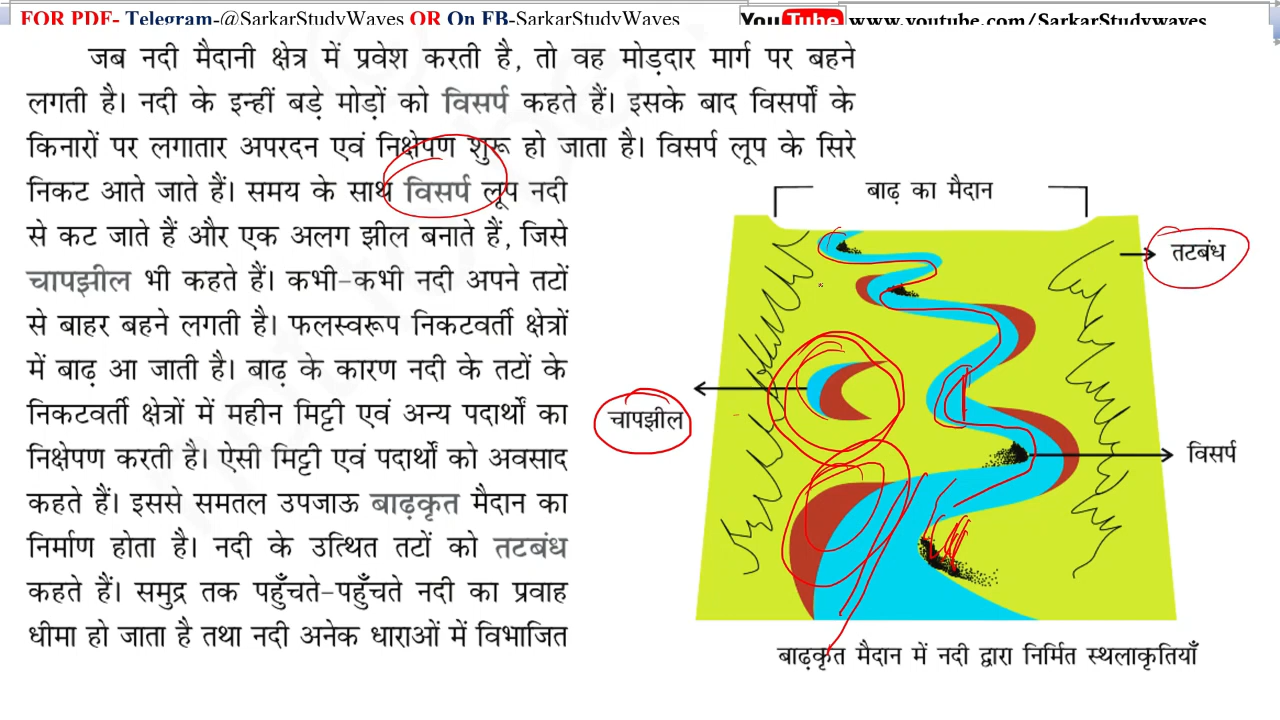 FOR PDF- Telegram-@SarkarStudyWaves OR On FB-SarkarStudyWaves
YouTube www.youtube.com/SarkarStudywaves
जब नदी मैदानी क्षेत्र में प्रवेश करती है, तो वह मोड़दार मार्ग पर बहने
लगती है। नदी के इन्हीं बड़े मोड़ों को विसर्प कहते हैं। इसके बाद विसर्पों के
किनारों पर लगातार अपरदन एवं निक्षेपण शुरू हो जाता है। विसर्प लूप के सिरे
निकट आते जाते हैं। समय के साथ विसर्प लूप नदी
से कट जाते हैं और एक अलग झील बनाते हैं, जिसे
चापझील भी कहते हैं। कभी-कभी नदी अपने तटों
से बाहर बहने लगती है। फलस्वरूप निकटवर्ती क्षेत्रों
में बाढ़ आ जाती है। बाढ़ के कारण नदी के तटों के
निकटवर्ती क्षेत्रों में महीन मिट्टी एवं अन्य पदार्थों का
निक्षेपण करती है। ऐसी मिट्टी एवं पदार्थों को अवसाद
कहते हैं। इससे समतल उपजाऊ बाढ़कृत मैदान का
निर्माण होता है। नदी के उत्थित तटों को तटबंध
कहते हैं। समुद्र तक पहुँचते-पहुँचते नदी का प्रवाह
धीमा हो जाता है तथा नदी अनेक धाराओं में विभाजित
बाढ़ का मैदान
तटबंध
चापझील
विसर्प
बाढ़कृत मैदान में नदी द्वारा निर्मित स्थलाकृतियाँ